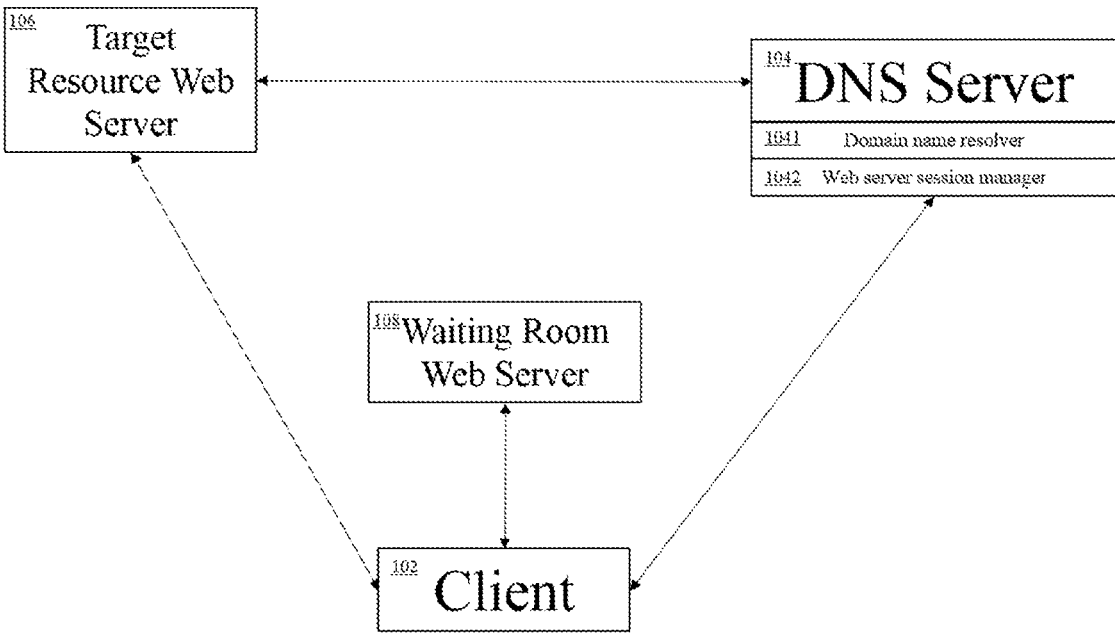 106
Target
Resource Web
Server
104
DNS Server
1041 Domain name resolver
1042 Web server session manager
108 Waiting Room
Web Server
102
Client